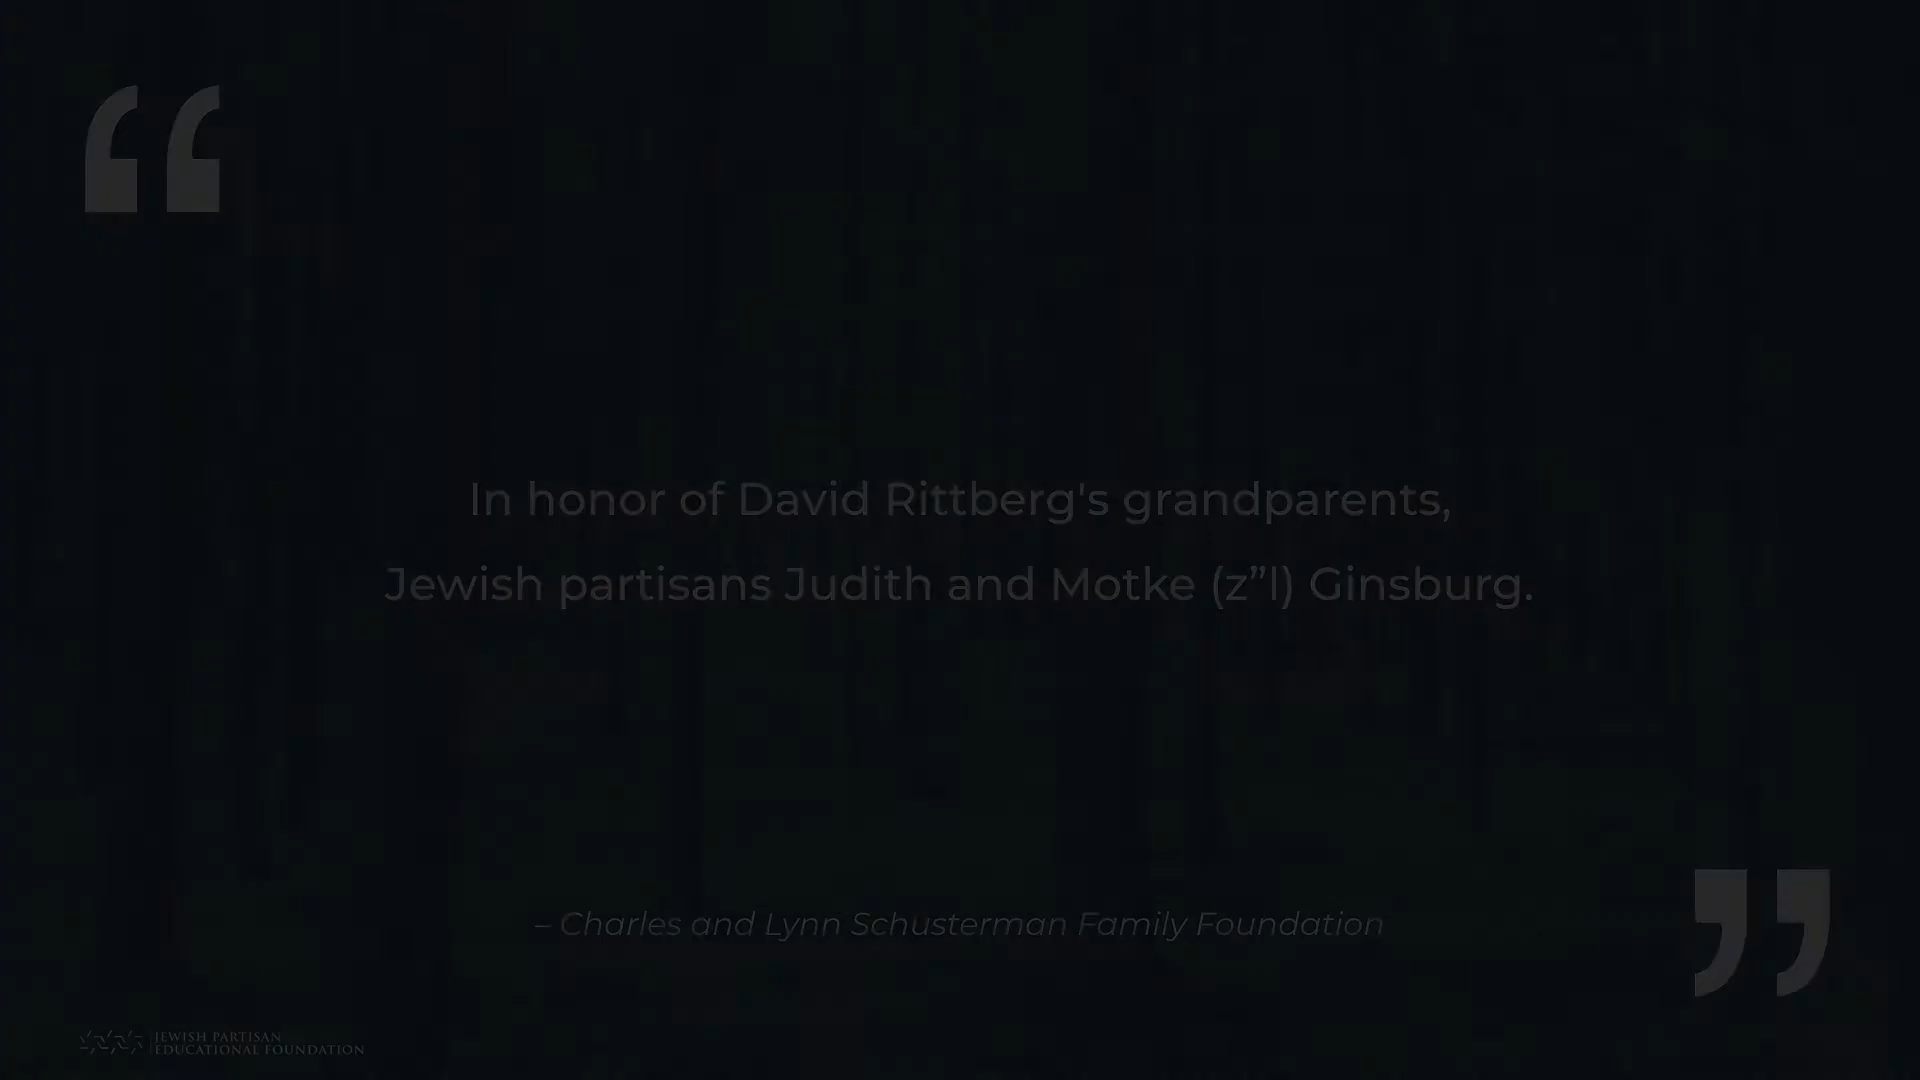 “
In honor of David Rittberg's grandparents,
Jewish partisans Judith and Motke (z”l) Ginsburg.
– Charles and Lynn Schusterman Family Foundation
”
JEWISH PARTISAN
EDUCATIONAL FOUNDATION